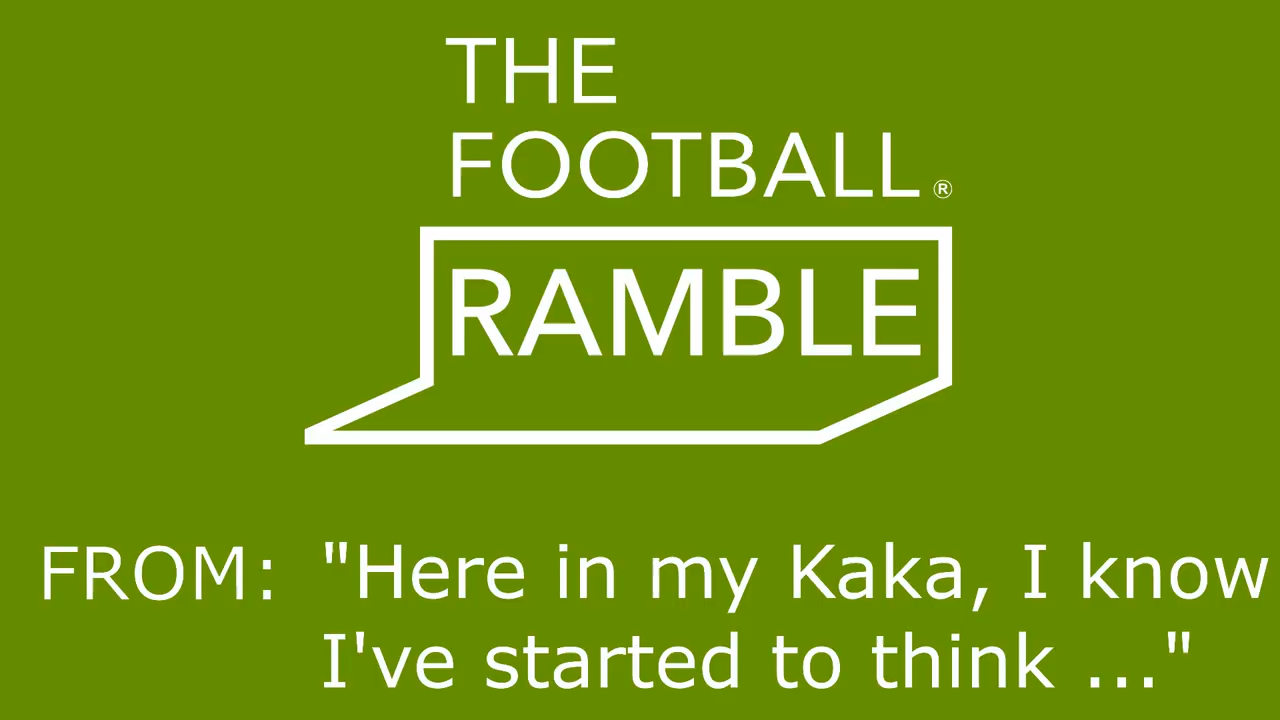 THE
FOOTBALL®
RAMBLE
FROM: "Here in my Kaka, I know
I've started to think ..."